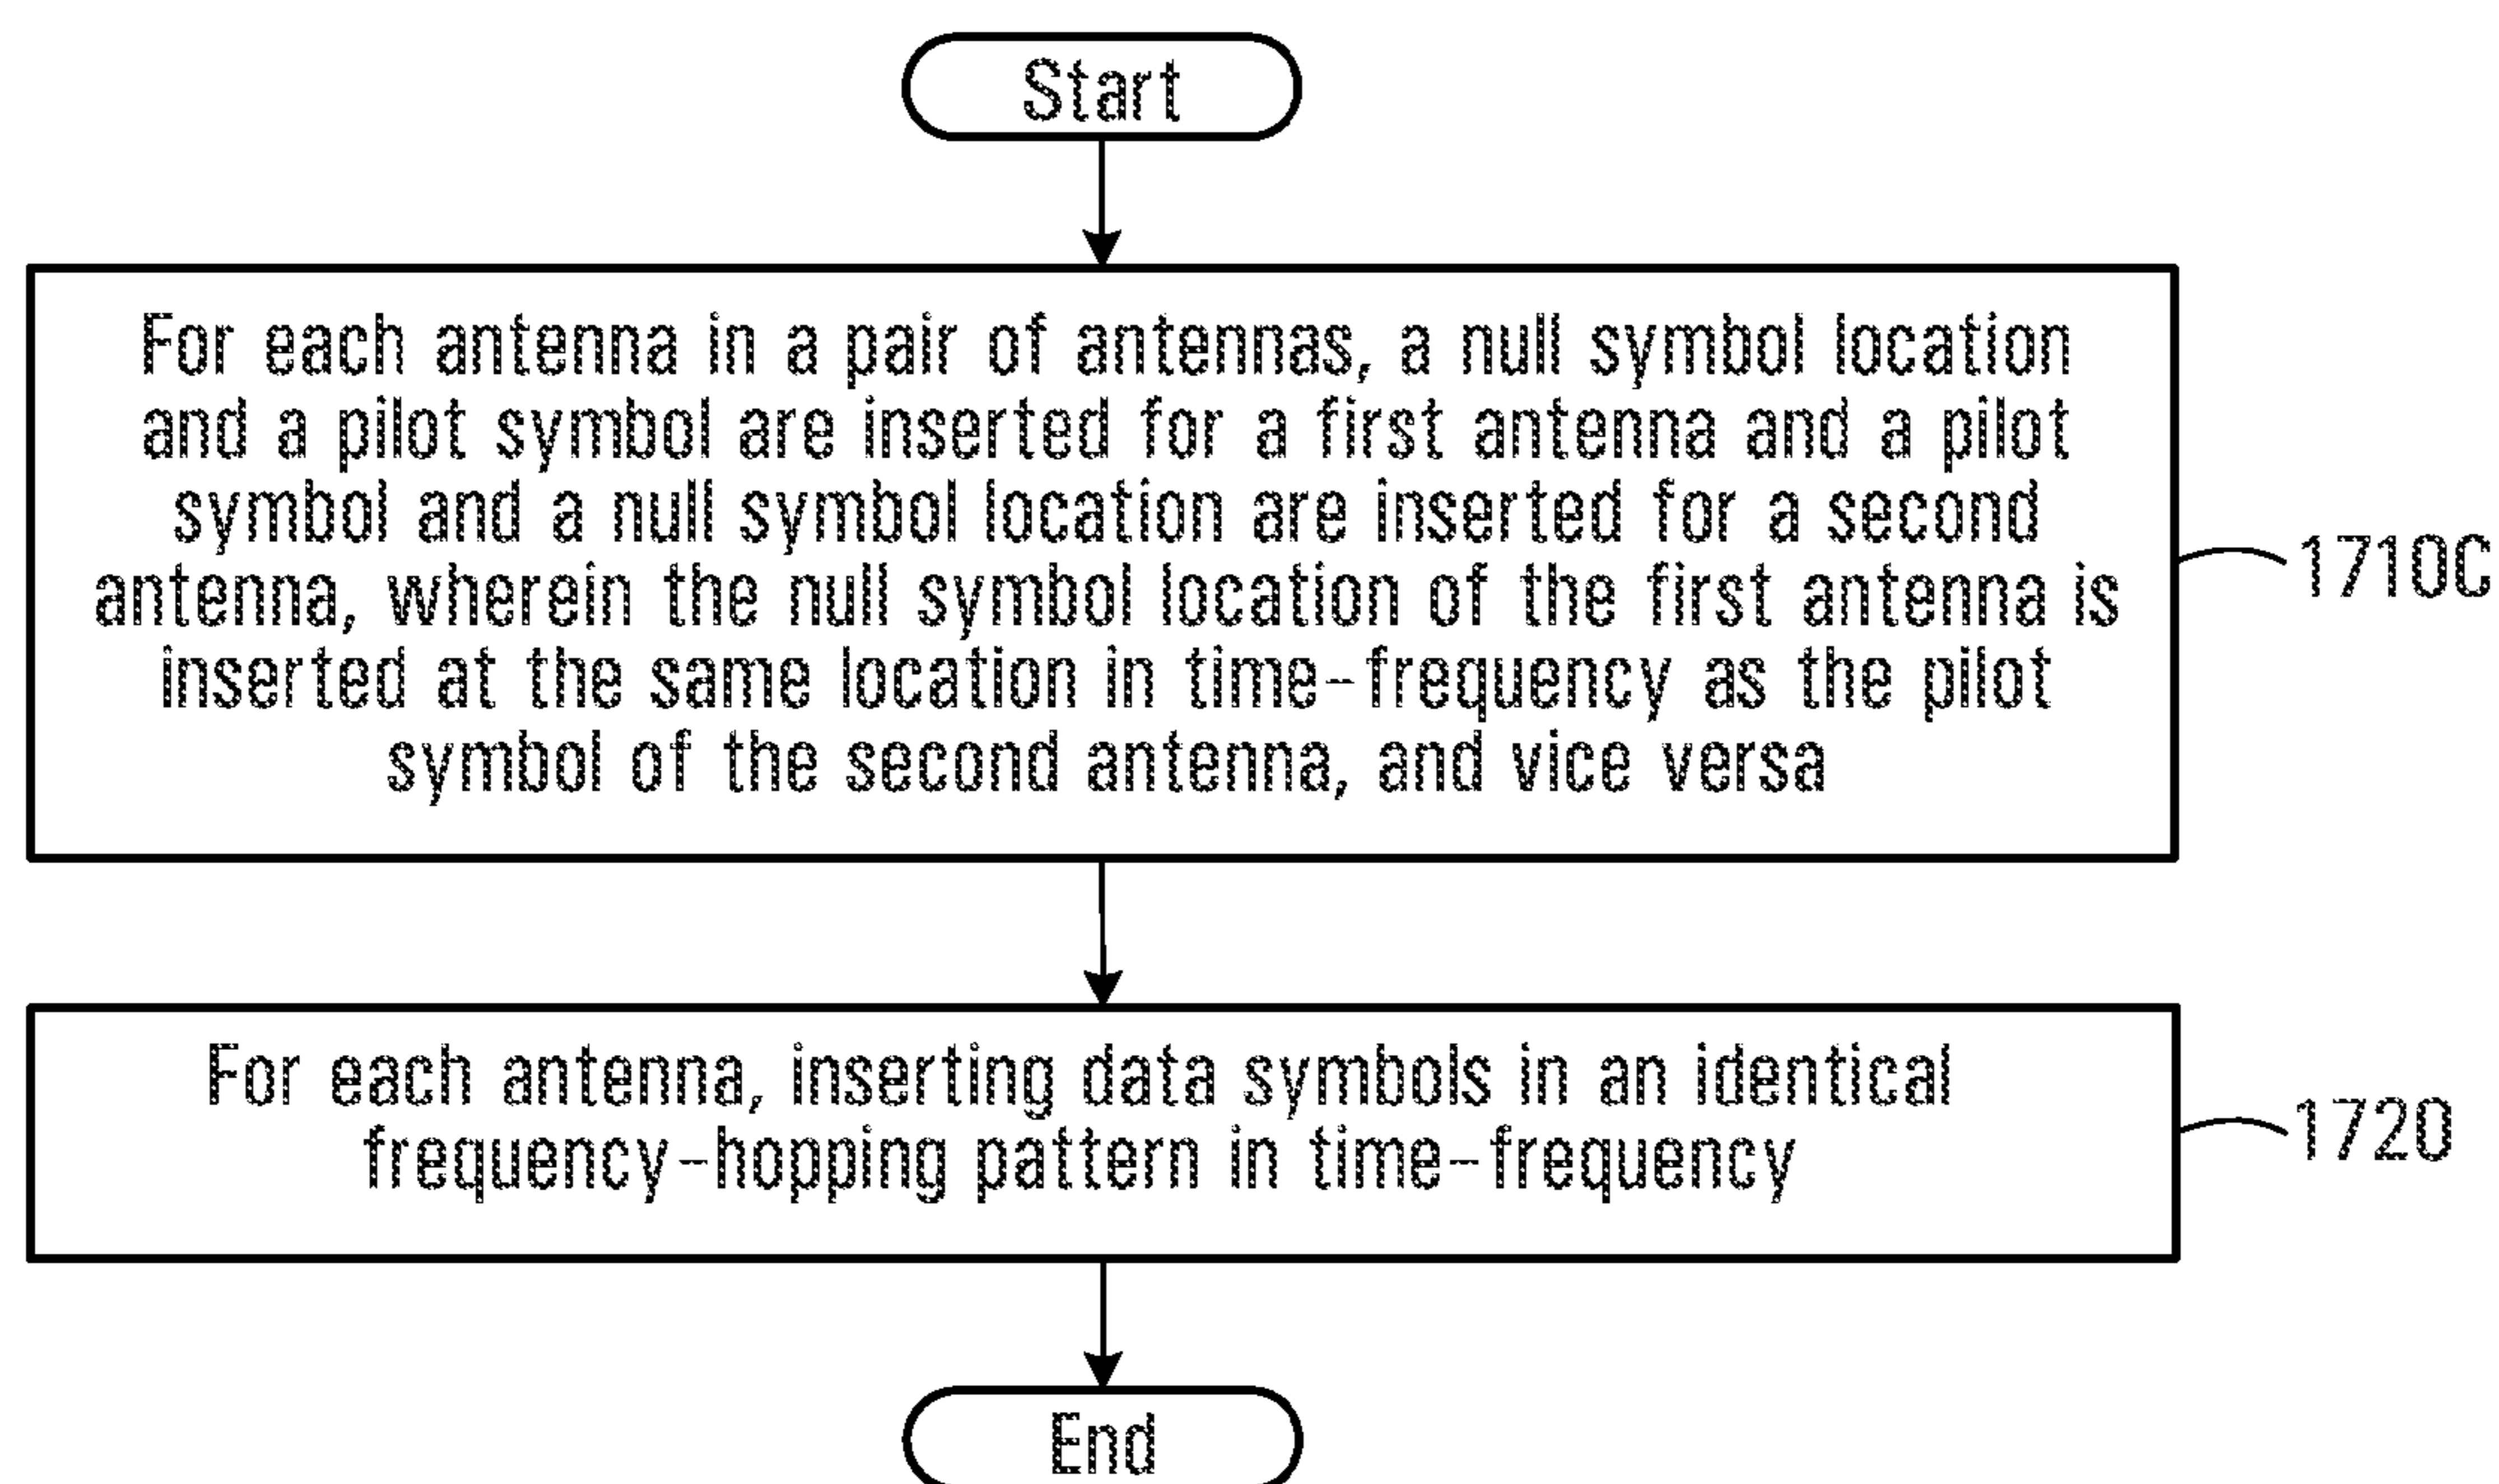 Start
For each antenna in a pair of antennas, a null symbol location
and a pilot symbol are inserted for a first antenna and a pilot
symbol and a null symbol location are inserted for a second
antenna, wherein the null symbol location of the first antenna is
inserted at the same location in time-frequency as the pilot
symbol of the second antenna, and vice versa
1710C
For each antenna, inserting data symbols in an identical
frequency-hopping pattern in time-frequency
1720
End